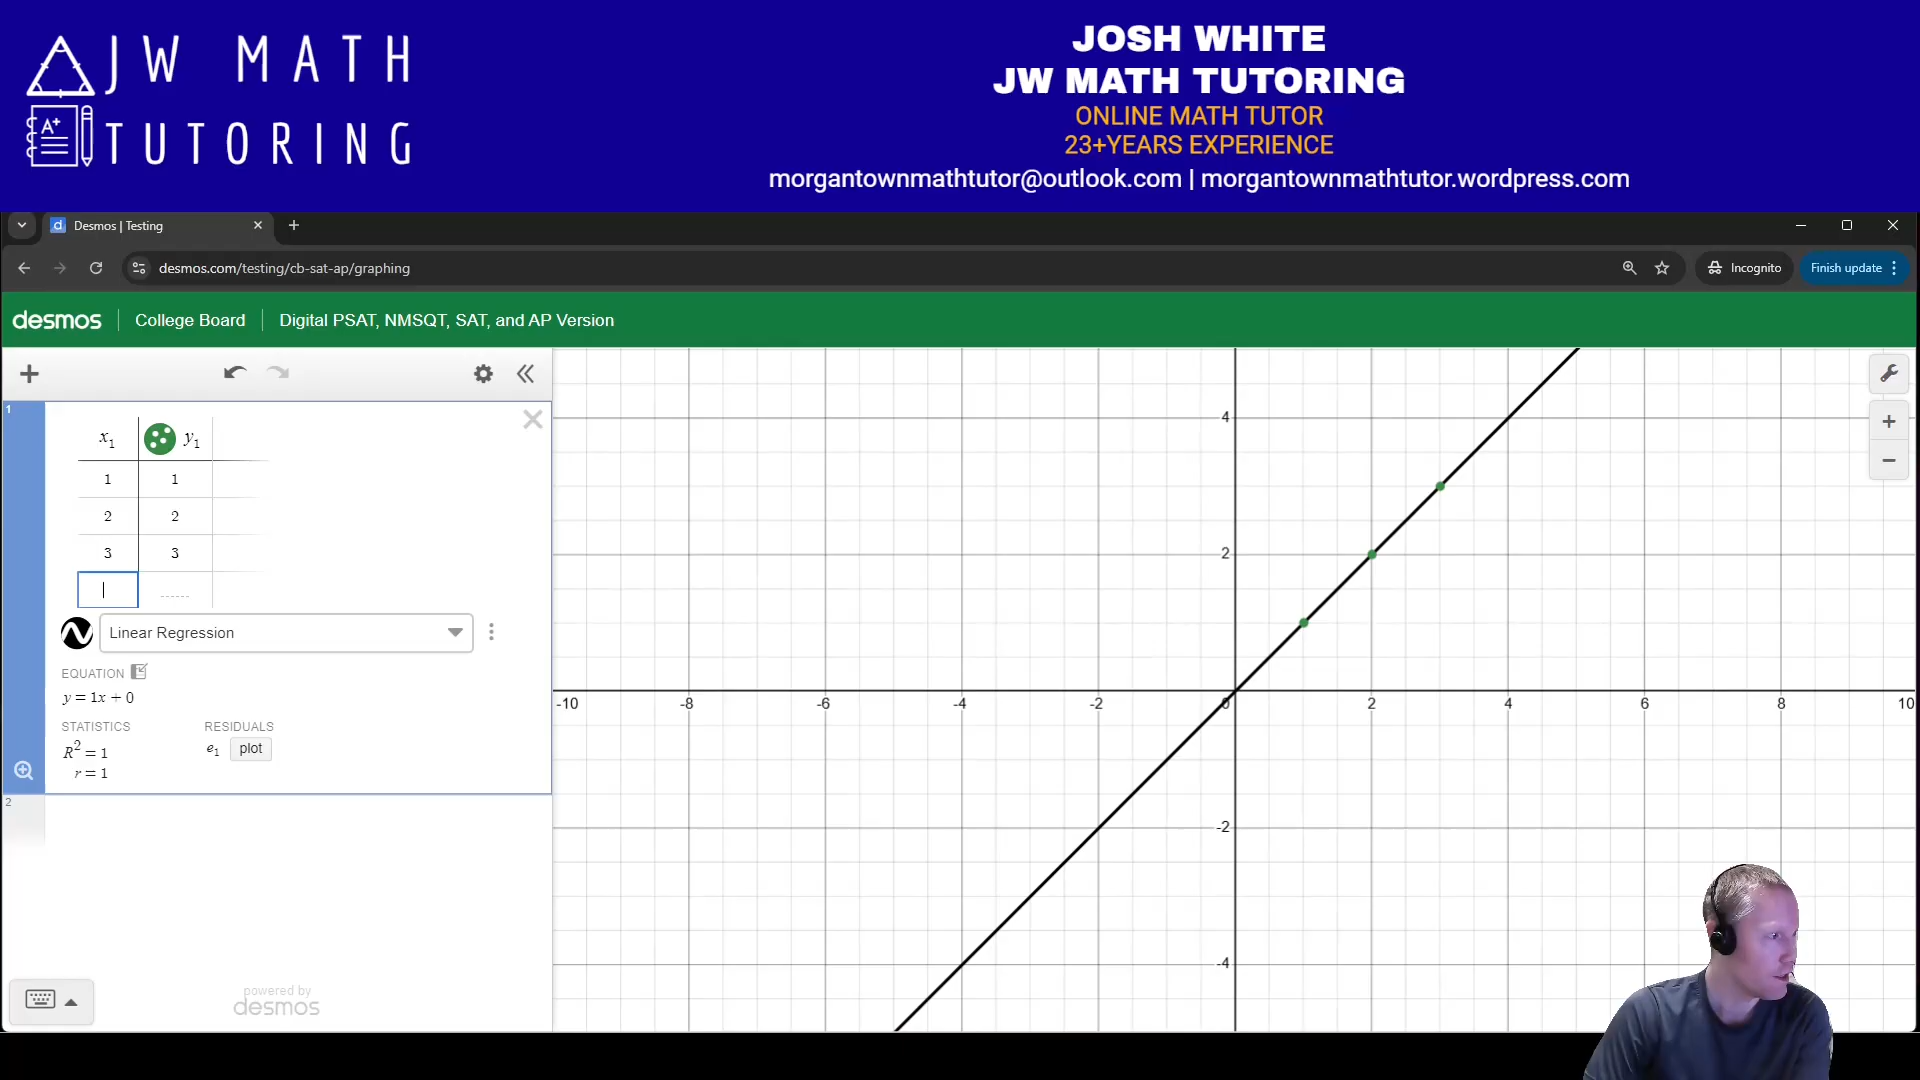 JW MATH
TUTORING
A+
JOSH WHITE
JW MATH TUTORING
ONLINE MATH TUTOR
23+YEARS EXPERIENCE
morgantownmathtutor@outlook.com | morgantownmathtutor.wordpress.com
d Desmos | Testing
desmos.com/testing/cb-sat-ap/graphing
Incognito
Finish update
desmos College Board Digital PSAT, NMSQT, SAT, and AP Version
1
x₁ y₁
1 1
2 2
3 3
Linear Regression
EQUATION
y = 1x + 0
STATISTICS RESIDUALS
R² = 1 e₁ plot
r = 1
2
powered by
desmos
4
2
-10 -8 -6 -4 -2 0 2 4 6 8 10
-2
-4